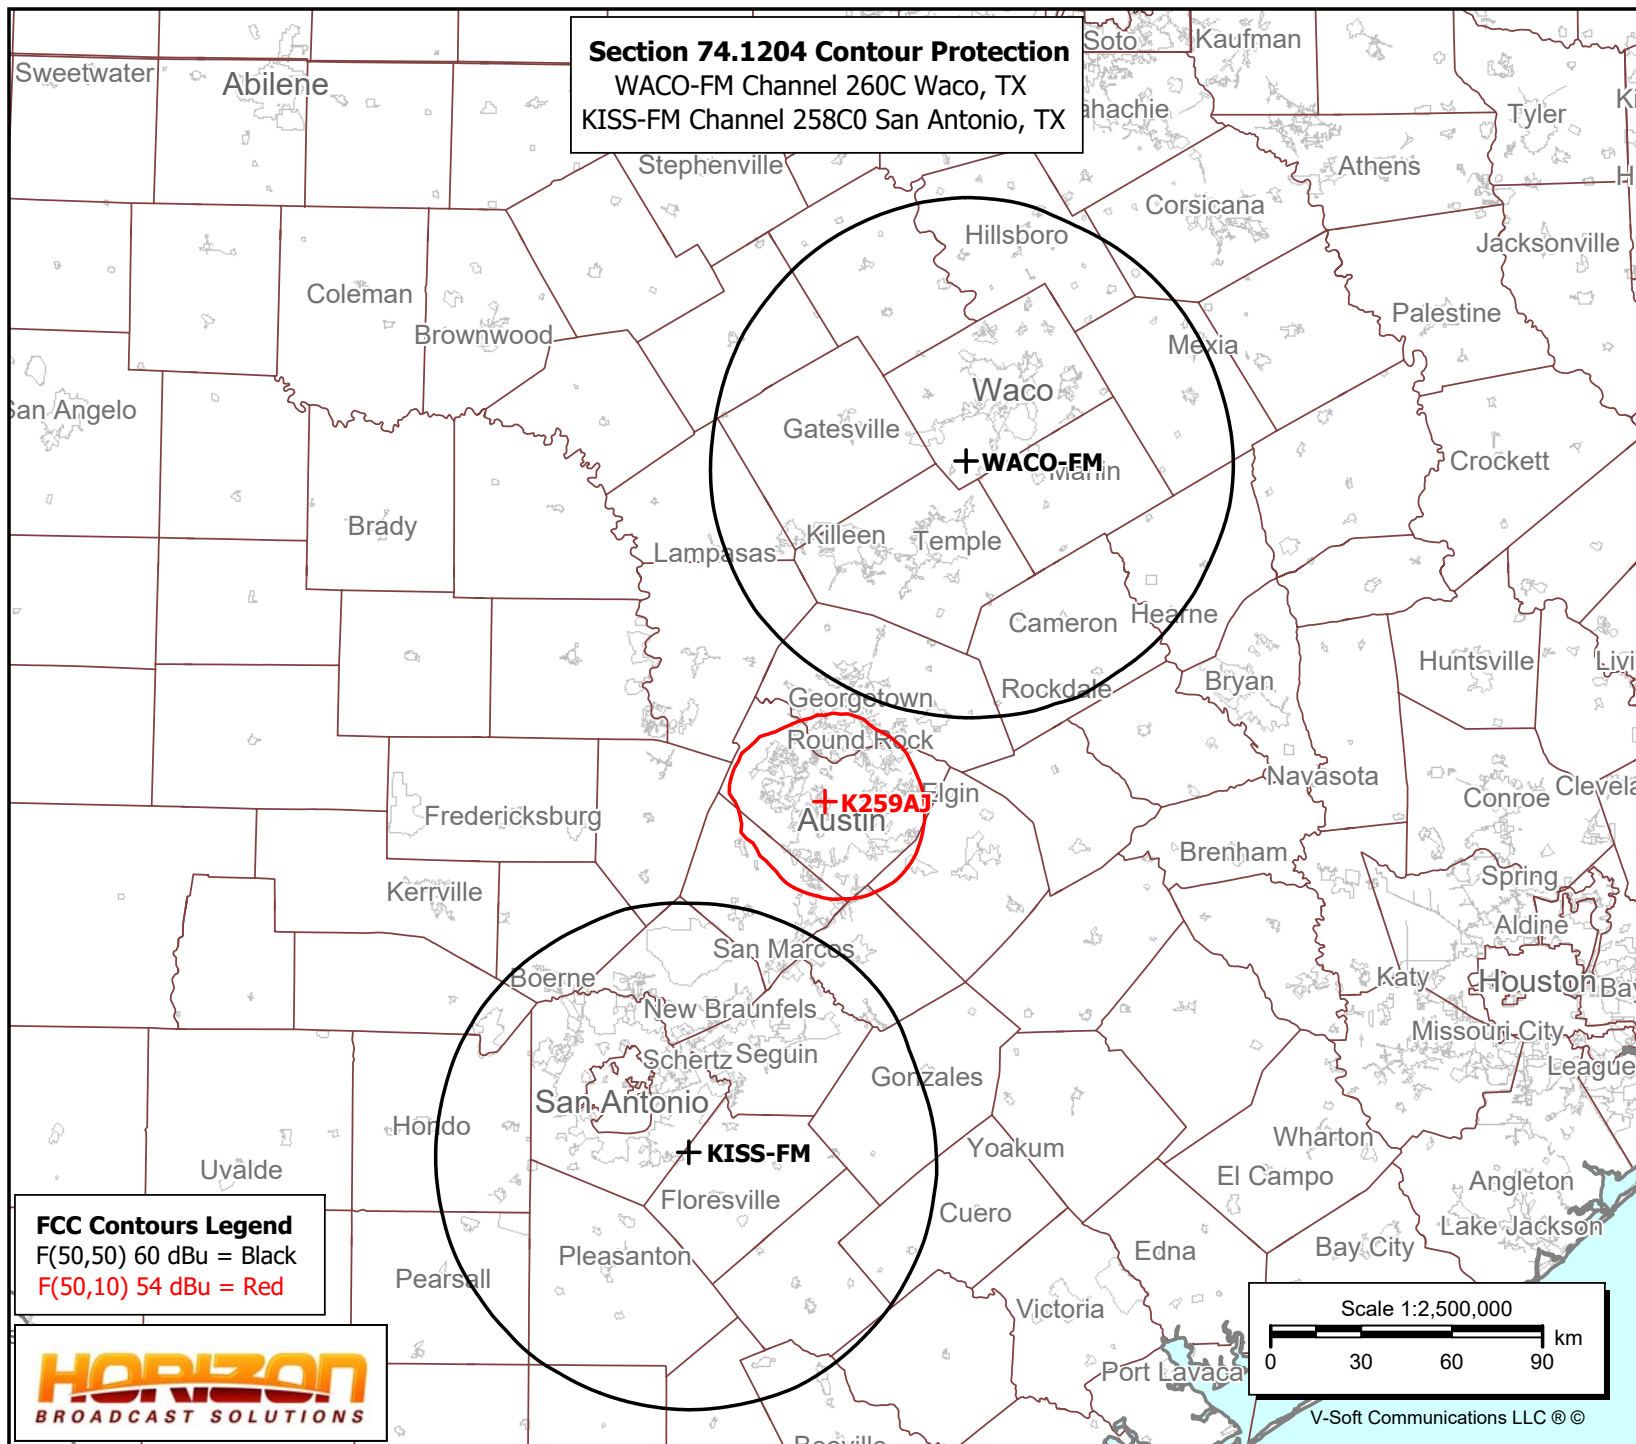 Section 74.1204 Contour Protection
WACO-FM Channel 260C Waco, TX
KISS-FM Channel 258C0 San Antonio, TX
Soto
Kaufman
Sweetwater
Abilene
ahachie
Tyler
Stephenville
Athens
Corsicana
Hillsboro
Jacksonville
Coleman
Brownwood
Palestine
Mexia
Waco
San Angelo
Gatesville
WACO-FM
Marlin
Crockett
Brady
Killeen
Temple
Lampasas
Cameron
Hearne
Huntsville
Livi
Georgetown
Rockdale
Bryan
Round Rock
Navasota
Elgin
Conroe
Clevela
K259AJ
Austin
Fredericksburg
Brenham
Spring
Kerrville
Aldine
San Marcos
Boerne
Katy
Houston
Bay
New Braunfels
Missouri City
Schertz
Seguin
League
Gonzales
San Antonio
Hondo
Wharton
KISS-FM
Yoakum
Uvalde
El Campo
Angleton
Floresville
Cuero
Lake Jackson
Pleasanton
Edna
Bay City
Pearsall
Victoria
Port Lavaca
Beeville
FCC Contours Legend
F(50,50) 60 dBu = Black
F(50,10) 54 dBu = Red
HORIZON
BROADCAST SOLUTIONS
Scale 1:2,500,000
km
0 30 60 90
V-Soft Communications LLC ® ©